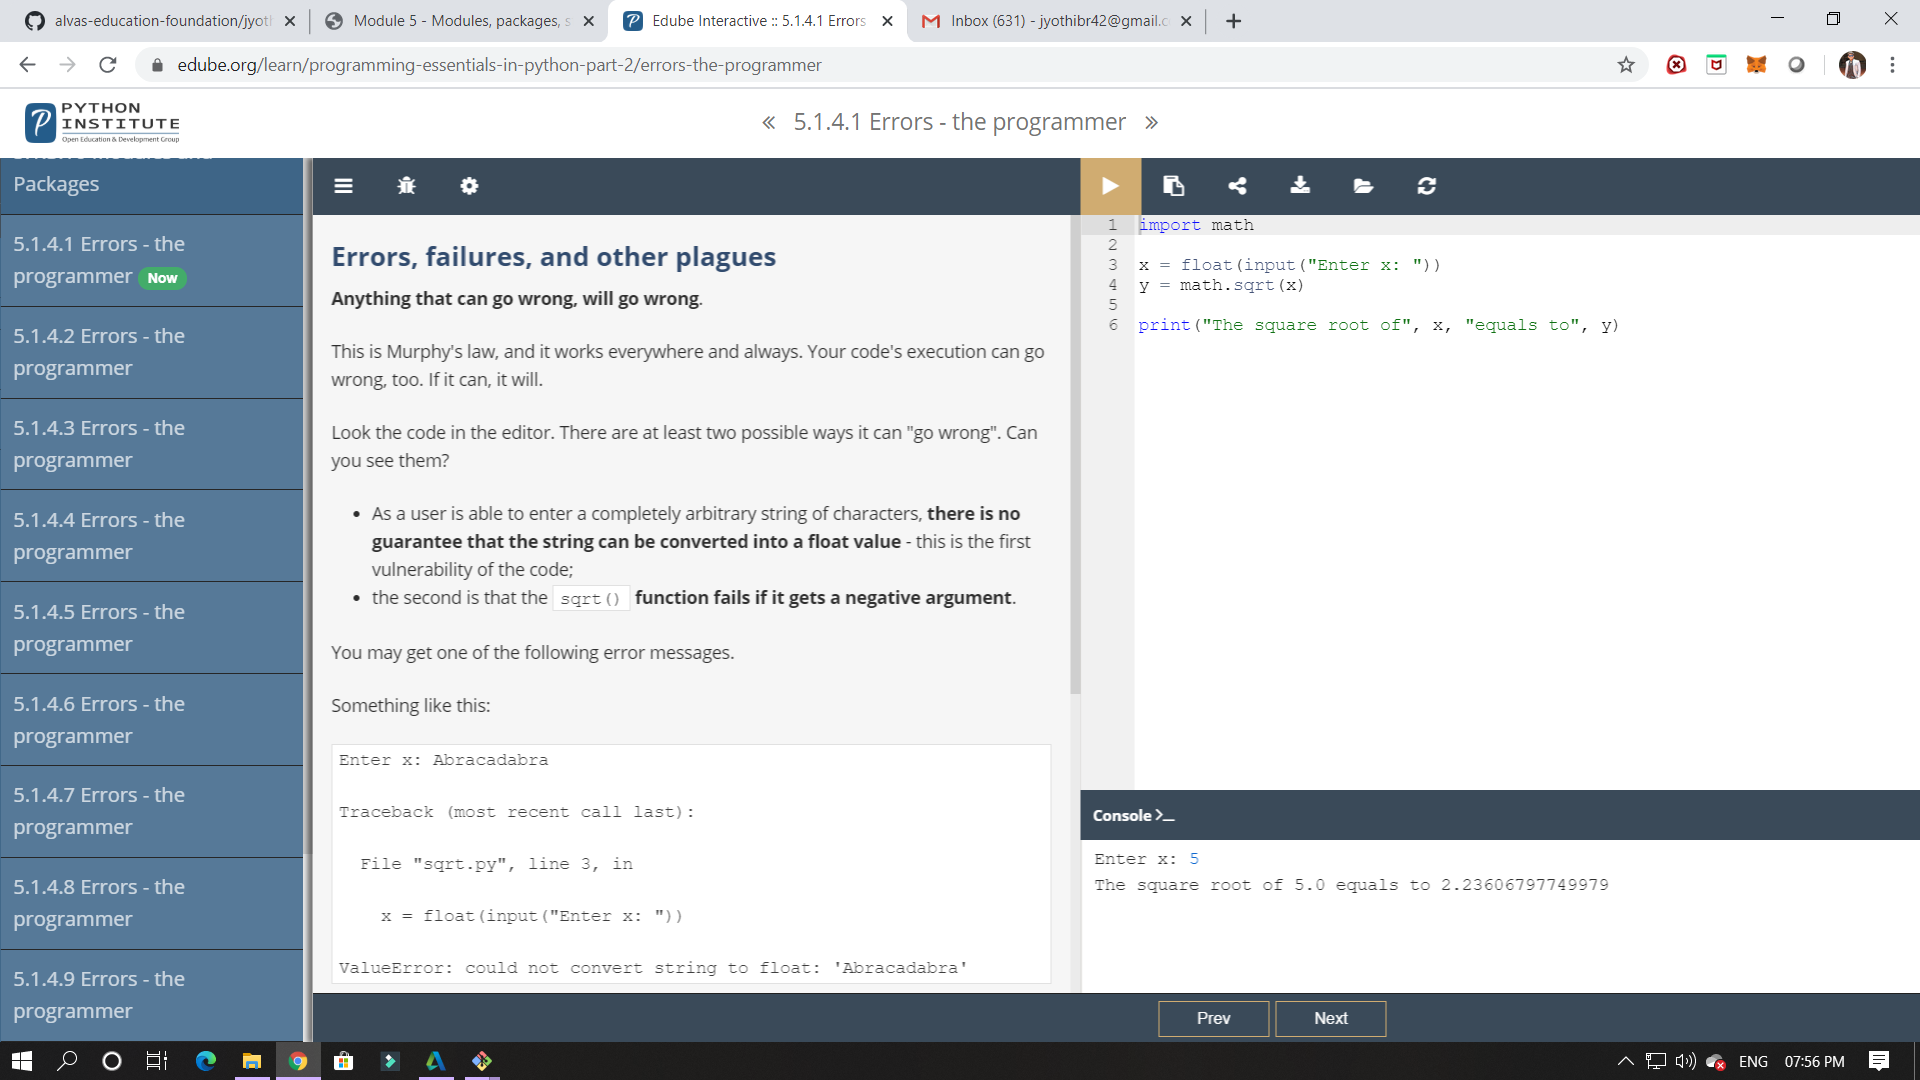 alvas-education-foundation/jyoth
Module 5 - Modules, packages, s
Edube Interactive :: 5.1.4.1 Errors
Inbox (631) - jyothibr42@gmail.c
edube.org/learn/programming-essentials-in-python-part-2/errors-the-programmer
PYTHON
INSTITUTE
Open Education & Development Group
5.1.4.1 Errors - the programmer
Packages
5.1.4.1 Errors - the
programmer Now
5.1.4.2 Errors - the
programmer
5.1.4.3 Errors - the
programmer
5.1.4.4 Errors - the
programmer
5.1.4.5 Errors - the
programmer
5.1.4.6 Errors - the
programmer
5.1.4.7 Errors - the
programmer
5.1.4.8 Errors - the
programmer
5.1.4.9 Errors - the
programmer
Errors, failures, and other plagues
Anything that can go wrong, will go wrong.
This is Murphy's law, and it works everywhere and always. Your code's execution can go
wrong, too. If it can, it will.
Look the code in the editor. There are at least two possible ways it can "go wrong". Can
you see them?
• As a user is able to enter a completely arbitrary string of characters, there is no
guarantee that the string can be converted into a float value - this is the first
vulnerability of the code;
• the second is that the sqrt() function fails if it gets a negative argument.
You may get one of the following error messages.
Something like this:
Enter x: Abracadabra
Traceback (most recent call last):
File "sqrt.py", line 3, in
x = float(input("Enter x: "))
ValueError: could not convert string to float: 'Abracadabra'
1 import math
2
3 x = float(input("Enter x: "))
4 y = math.sqrt(x)
5
6 print("The square root of", x, "equals to", y)
Console >_
Enter x: 5
The square root of 5.0 equals to 2.23606797749979
Prev
Next
ENG
07:56 PM